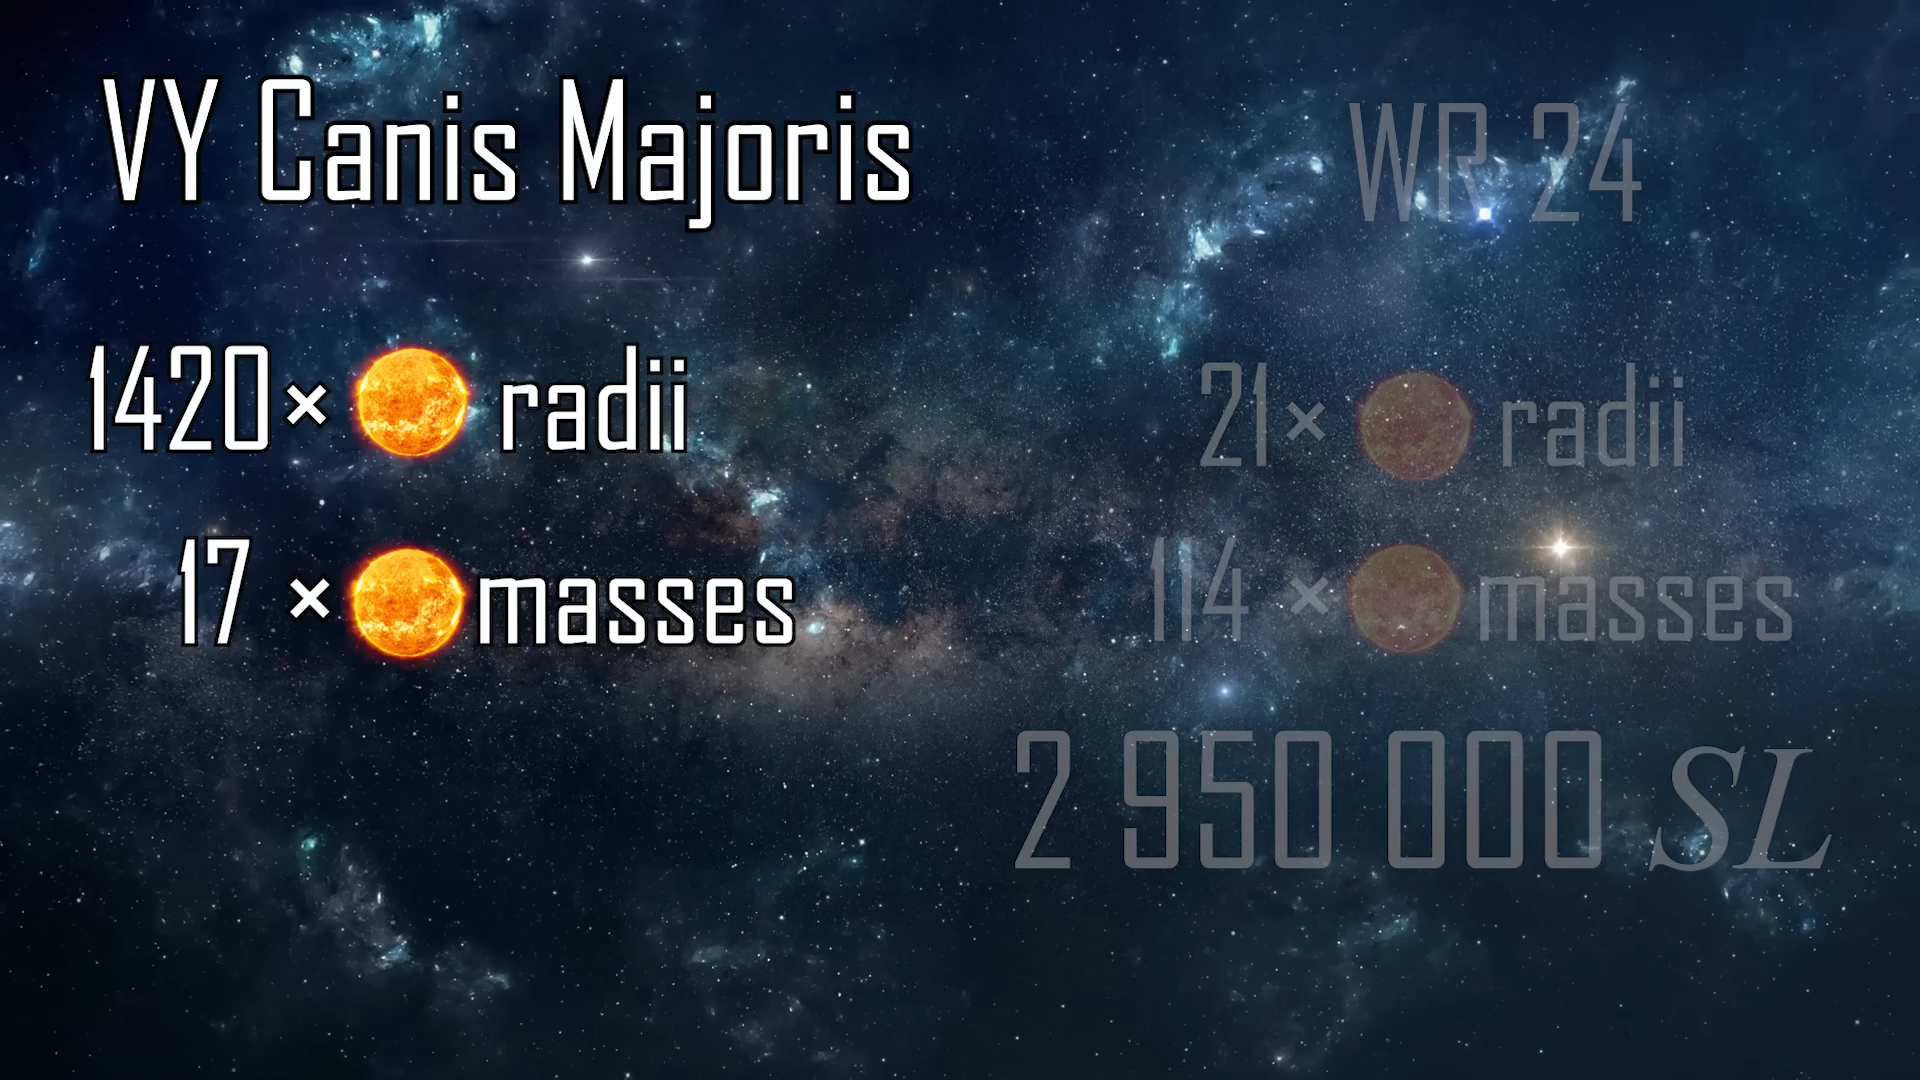 VY Canis Majoris
1420× radii
17 × masses
WR 24
21× radii
114 × masses
2 950 000 SL